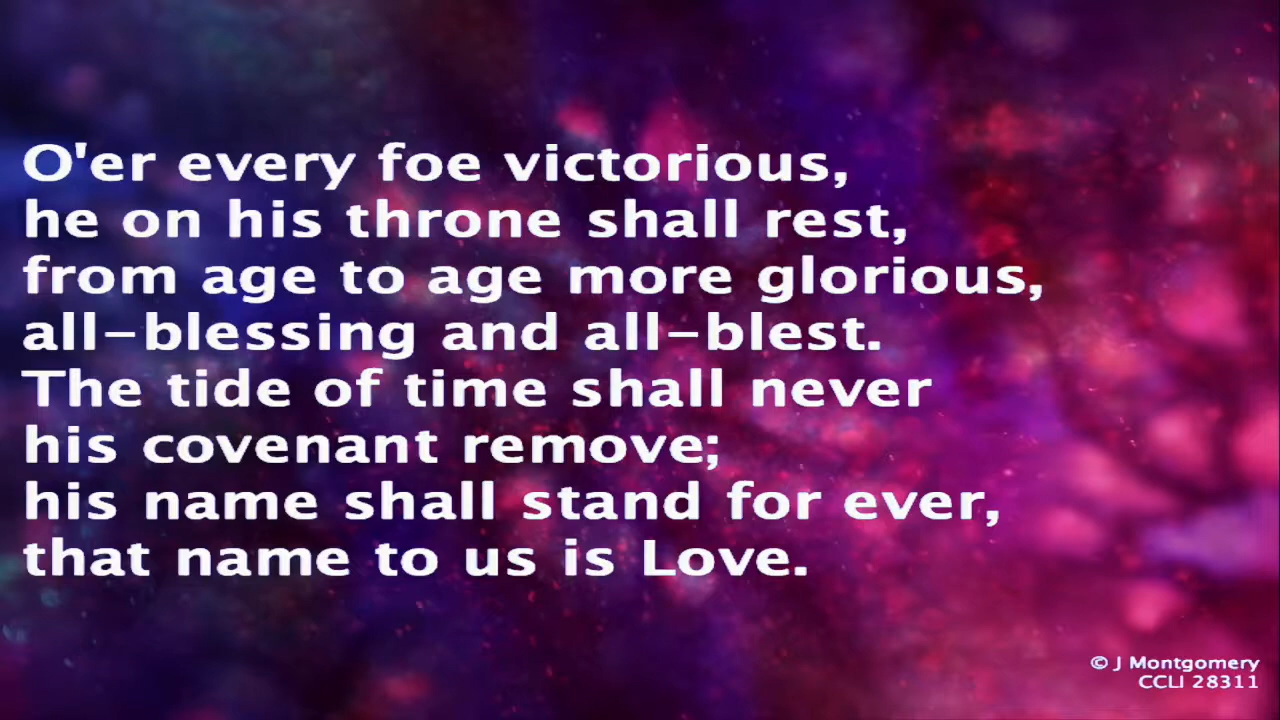 O'er every foe victorious,
he on his throne shall rest,
from age to age more glorious,
all-blessing and all-blest.
The tide of time shall never
his covenant remove;
his name shall stand for ever,
that name to us is Love.
© J Montgomery
CCLI 28311